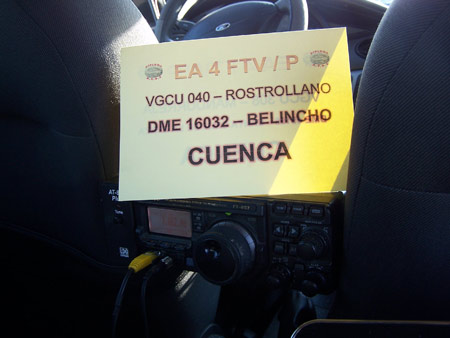 EA 4 FTV / P
VGCU 040 – ROSTROLLANO
DME 16032 – BELINCHO
CUENCA